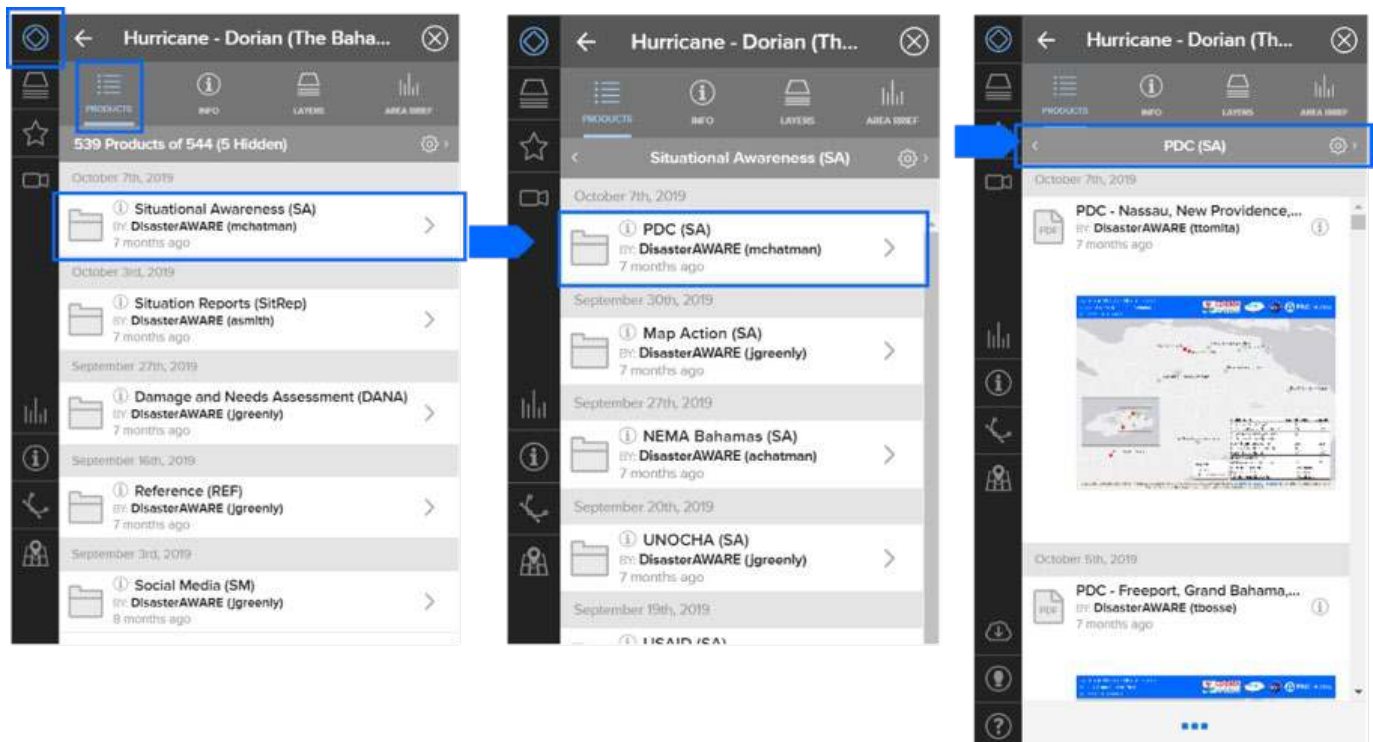 Hurricane - Dorian (The Baha...
PRODUCTS
INFO
LAYERS
AREA BRIEF
539 Products of 544 (5 Hidden)
October 7th, 2019
Situational Awareness (SA)
BY: DisasterAWARE (mchatman)
7 months ago
October 3rd, 2019
Situation Reports (SitRep)
BY: DisasterAWARE (asmith)
7 months ago
September 27th, 2019
Damage and Needs Assessment (DANA)
BY: DisasterAWARE (jgreenly)
7 months ago
September 16th, 2019
Reference (REF)
BY: DisasterAWARE (jgreenly)
7 months ago
September 3rd, 2019
Social Media (SM)
BY: DisasterAWARE (jgreenly)
8 months ago
Hurricane - Dorian (Th...
PRODUCTS
INFO
LAYERS
AREA BRIEF
Situational Awareness (SA)
October 7th, 2019
PDC (SA)
BY: DisasterAWARE (mchatman)
7 months ago
September 30th, 2019
Map Action (SA)
BY: DisasterAWARE (jgreenly)
7 months ago
September 27th, 2019
NEMA Bahamas (SA)
BY: DisasterAWARE (achatman)
7 months ago
September 20th, 2019
UNOCHA (SA)
BY: DisasterAWARE (jgreenly)
7 months ago
September 19th, 2019
USAID (SA)
Hurricane - Dorian (Th...
PRODUCTS
INFO
LAYERS
AREA BRIEF
PDC (SA)
October 7th, 2019
PDC - Nassau, New Providence,...
PDF
BY: DisasterAWARE (ttomita)
7 months ago
October 5th, 2019
PDC - Freeport, Grand Bahama,...
PDF
BY: DisasterAWARE (tbosse)
7 months ago